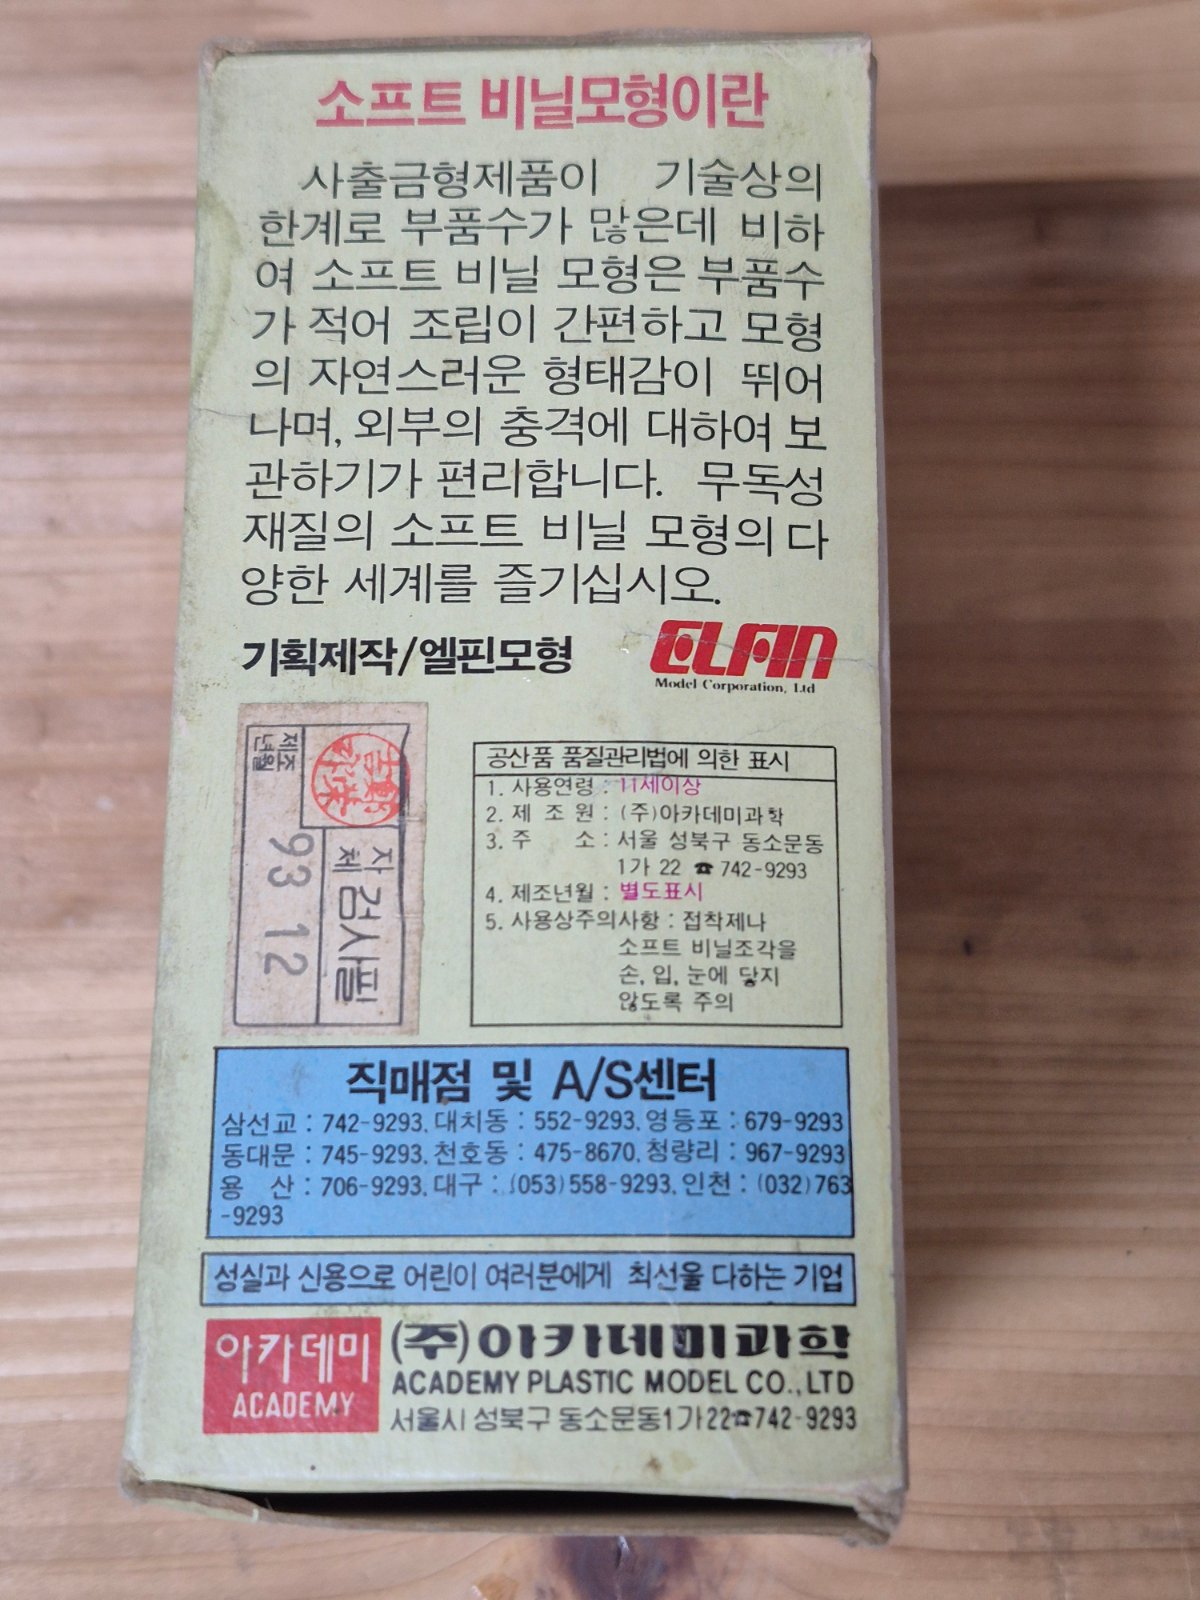 소프트 비닐모형이란
사출금형제품이 기술상의
한계로 부품수가 많은데 비하
여 소프트 비닐 모형은 부품수
가 적어 조립이 간편하고 모형
의 자연스러운 형태감이 뛰어
나며, 외부의 충격에 대하여 보
관하기가 편리합니다. 무독성
재질의 소프트 비닐 모형의 다
양한 세계를 즐기십시오.
기획제작/엘핀모형
ELFIN
Model Corporation, Ltd
제조
년월
93 12
자체
검사필
공산품 품질관리법에 의한 표시
1. 사용연령 : 11세이상
2. 제 조 원 : (주)아카데미과학
3. 주 소 : 서울 성북구 동소문동
1가 22 ☎ 742-9293
4. 제조년월 : 별도표시
5. 사용상주의사항 : 접착제나
소프트 비닐조각을
손, 입, 눈에 닿지
않도록 주의
직매점 및 A/S센터
삼선교 : 742-9293. 대치동 : 552-9293. 영등포 : 679-9293
동대문 : 745-9293. 천호동 : 475-8670. 청량리 : 967-9293
용 산 : 706-9293. 대구 : (053)558-9293. 인천 : (032)763
-9293
성실과 신용으로 어린이 여러분에게 최선을 다하는 기업
아카데미
ACADEMY
(주)아카데미과학
ACADEMY PLASTIC MODEL CO., LTD
서울시 성북구 동소문동1가22☎742-9293